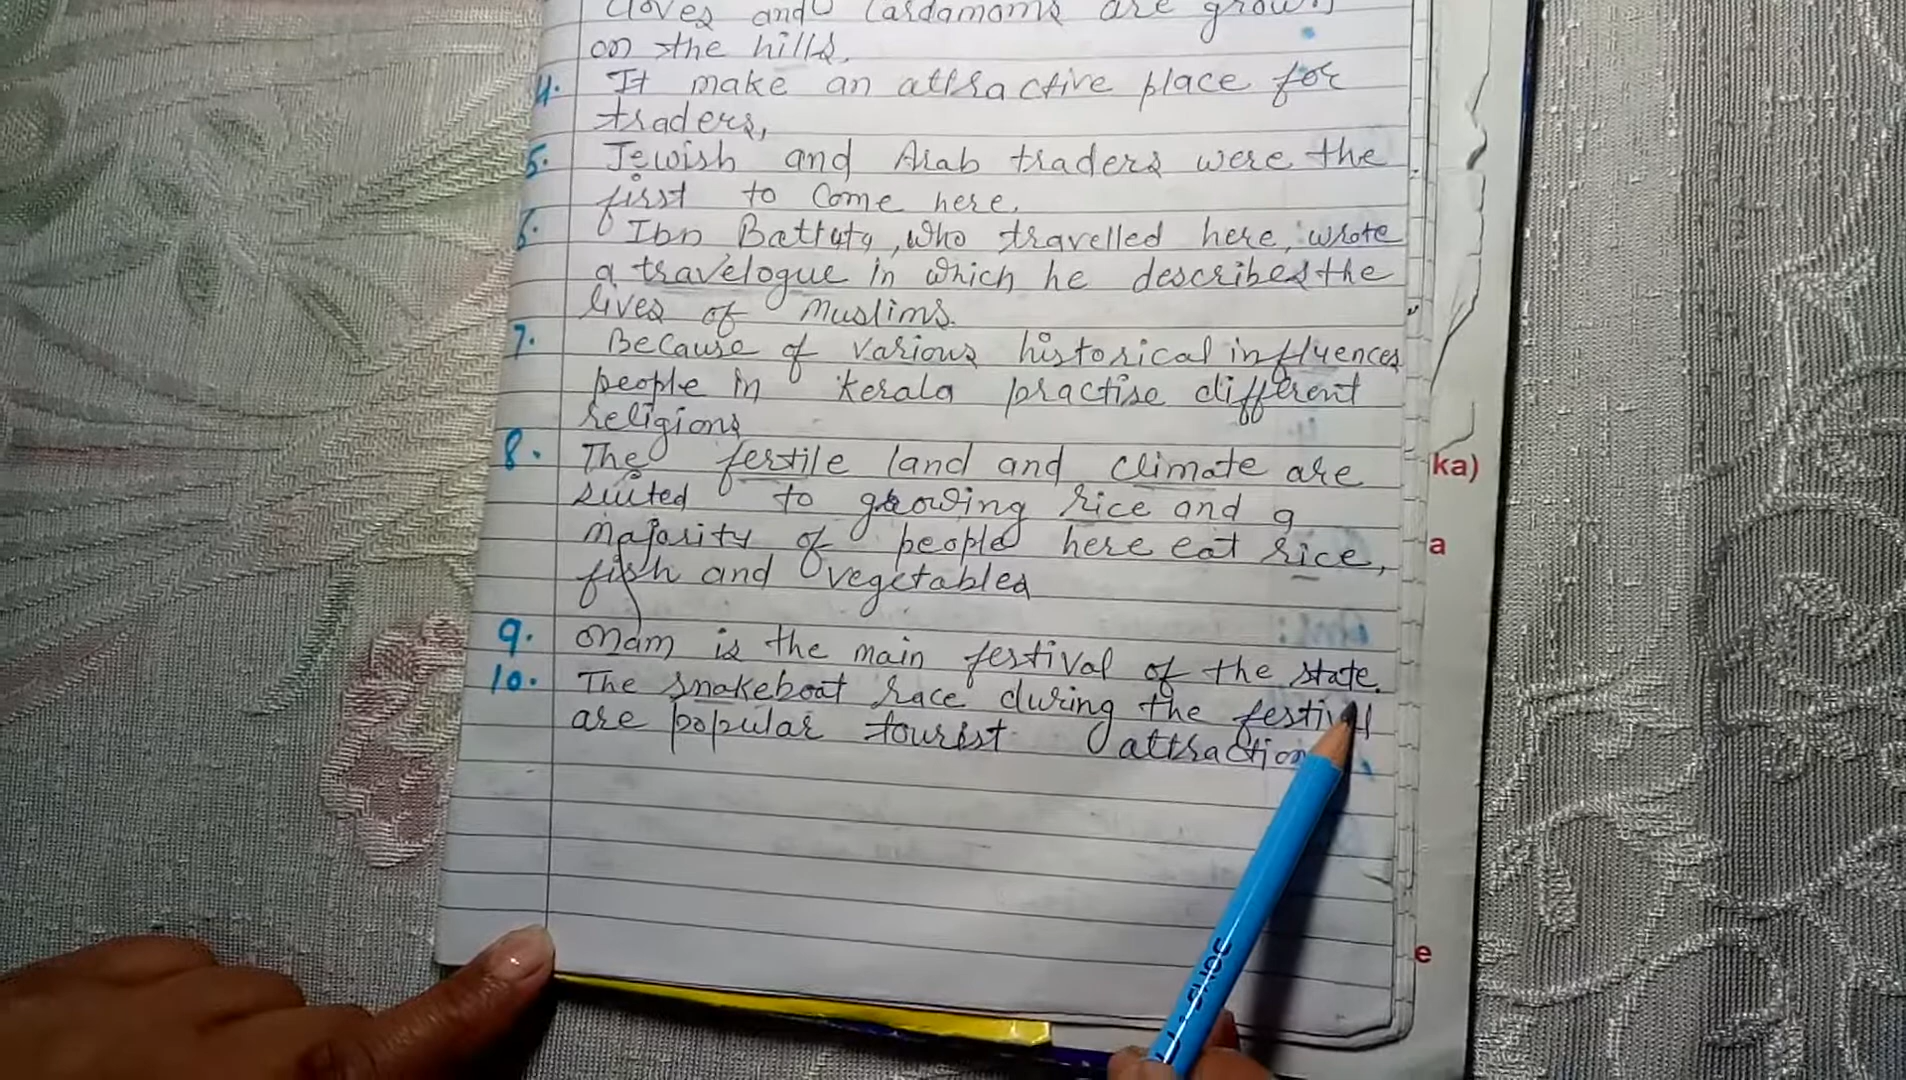 Cloves and Cardamoms are grown
on the hills.
4. It make an attractive place for
traders,
5. Jewish and Arab traders were the
first to Come here.
6. Ibn Battuta, who travelled here, wrote
a travelogue in which he describes the
lives of Muslims.
7. Because of various historical influences
people in kerala practise different
religions
8. The fertile land and climate are
suited to growing rice and a
majority of people here eat rice,
fish and vegetables
9. onam is the main festival of the state.
10. The snakeboat race during the festival
are popular tourist attraction
ka)
a
e